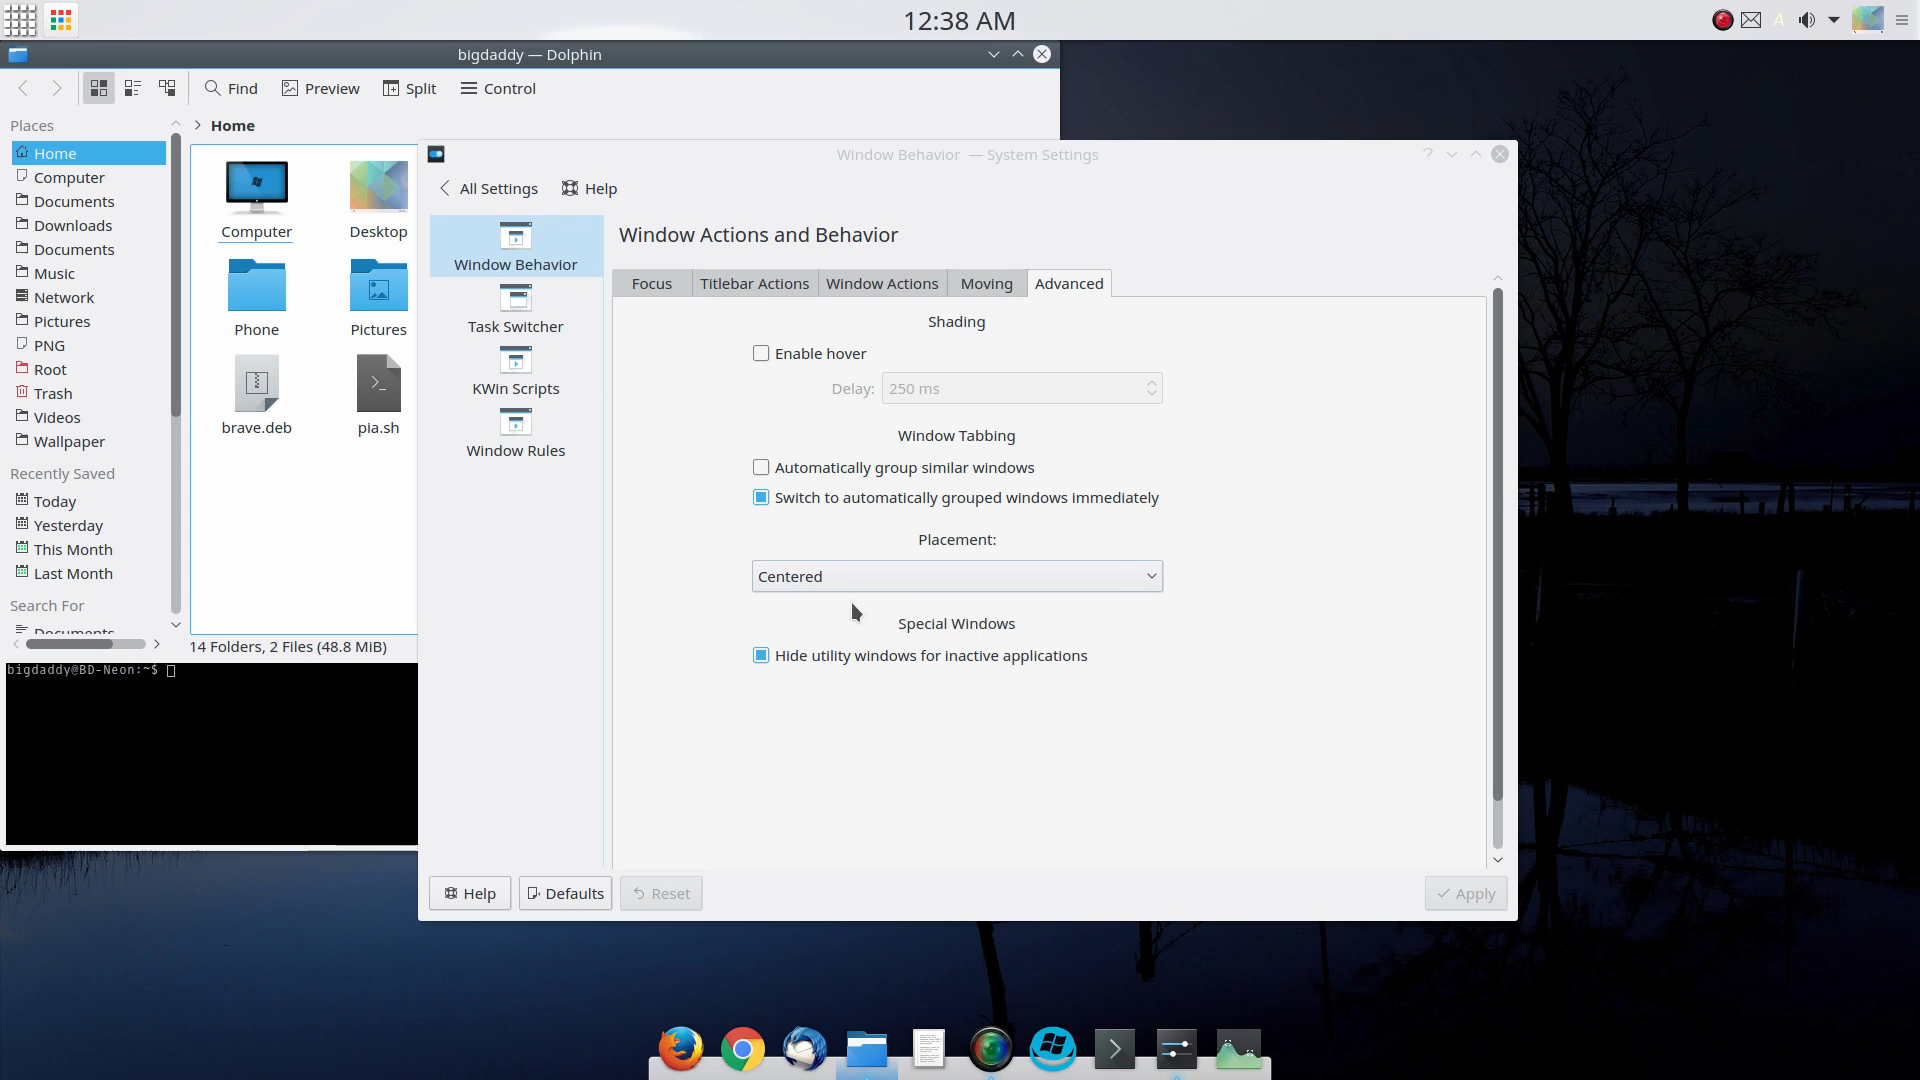 12:38 AM
A
bigdaddy — Dolphin
Find
Preview
Split
Control
Places
> Home
Home
Computer
Documents
Downloads
Documents
Music
Network
Pictures
PNG
Root
Trash
Videos
Wallpaper
Recently Saved
Today
Yesterday
This Month
Last Month
Search For
Documents
Computer
Desktop
Phone
Pictures
brave.deb
pia.sh
14 Folders, 2 Files (48.8 MiB)
bigdaddy@BD-Neon:~$
Window Behavior — System Settings
?
All Settings
Help
Window Behavior
Task Switcher
KWin Scripts
Window Rules
Window Actions and Behavior
Focus
Titlebar Actions
Window Actions
Moving
Advanced
Shading
Enable hover
Delay: 250 ms
Window Tabbing
Automatically group similar windows
Switch to automatically grouped windows immediately
Placement:
Centered
Special Windows
Hide utility windows for inactive applications
Help
Defaults
Reset
Apply